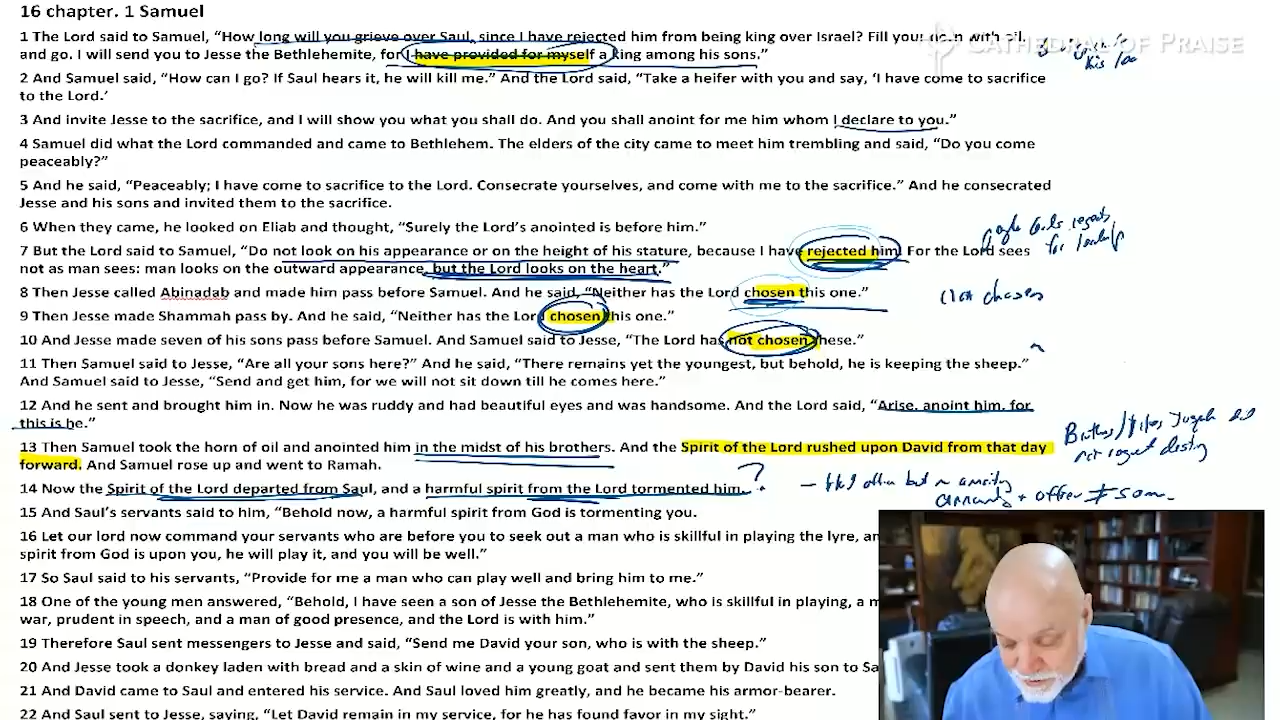 16 chapter. 1 Samuel
CATHEDRAL OF PRAISE
1 The Lord said to Samuel, “How long will you grieve over Saul, since I have rejected him from being king over Israel? Fill your horn with oil,
and go. I will send you to Jesse the Bethlehemite, for I have provided for myself a king among his sons.”
his
2 And Samuel said, “How can I go? If Saul hears it, he will kill me.” And the Lord said, “Take a heifer with you and say, ‘I have come to sacrifice
to the Lord.’
3 And invite Jesse to the sacrifice, and I will show you what you shall do. And you shall anoint for me him whom I declare to you.”
4 Samuel did what the Lord commanded and came to Bethlehem. The elders of the city came to meet him trembling and said, “Do you come
peaceably?”
5 And he said, “Peaceably; I have come to sacrifice to the Lord. Consecrate yourselves, and come with me to the sacrifice.” And he consecrated
Jesse and his sons and invited them to the sacrifice.
6 When they came, he looked on Eliab and thought, “Surely the Lord’s anointed is before him.”
7 But the Lord said to Samuel, “Do not look on his appearance or on the height of his stature, because I have rejected him. For the Lord sees
not as man sees: man looks on the outward appearance, but the Lord looks on the heart.”
for
8 Then Jesse called Abinadab and made him pass before Samuel. And he said, “Neither has the Lord chosen this one.”
not chosen
9 Then Jesse made Shammah pass by. And he said, “Neither has the Lord chosen this one.”
10 And Jesse made seven of his sons pass before Samuel. And Samuel said to Jesse, “The Lord has not chosen these.”
11 Then Samuel said to Jesse, “Are all your sons here?” And he said, “There remains yet the youngest, but behold, he is keeping the sheep.”
And Samuel said to Jesse, “Send and get him, for we will not sit down till he comes here.”
12 And he sent and brought him in. Now he was ruddy and had beautiful eyes and was handsome. And the Lord said, “Arise, anoint him, for
this is he.”
13 Then Samuel took the horn of oil and anointed him in the midst of his brothers. And the Spirit of the Lord rushed upon David from that day
forward. And Samuel rose up and went to Ramah.
Brothers
not destiny
14 Now the Spirit of the Lord departed from Saul, and a harmful spirit from the Lord tormented him. ?
- office but no anointing
+ office ≠ same
15 And Saul’s servants said to him, “Behold now, a harmful spirit from God is tormenting you.
16 Let our lord now command your servants who are before you to seek out a man who is skillful in playing the lyre,
spirit from God is upon you, he will play it, and you will be well.”
17 So Saul said to his servants, “Provide for me a man who can play well and bring him to me.”
18 One of the young men answered, “Behold, I have seen a son of Jesse the Bethlehemite, who is skillful in playing, a
war, prudent in speech, and a man of good presence, and the Lord is with him.”
19 Therefore Saul sent messengers to Jesse and said, “Send me David your son, who is with the sheep.”
20 And Jesse took a donkey laden with bread and a skin of wine and a young goat and sent them by David his son to
21 And David came to Saul and entered his service. And Saul loved him greatly, and he became his armor-bearer.
22 And Saul sent to Jesse, saying, “Let David remain in my service, for he has found favor in my sight.”